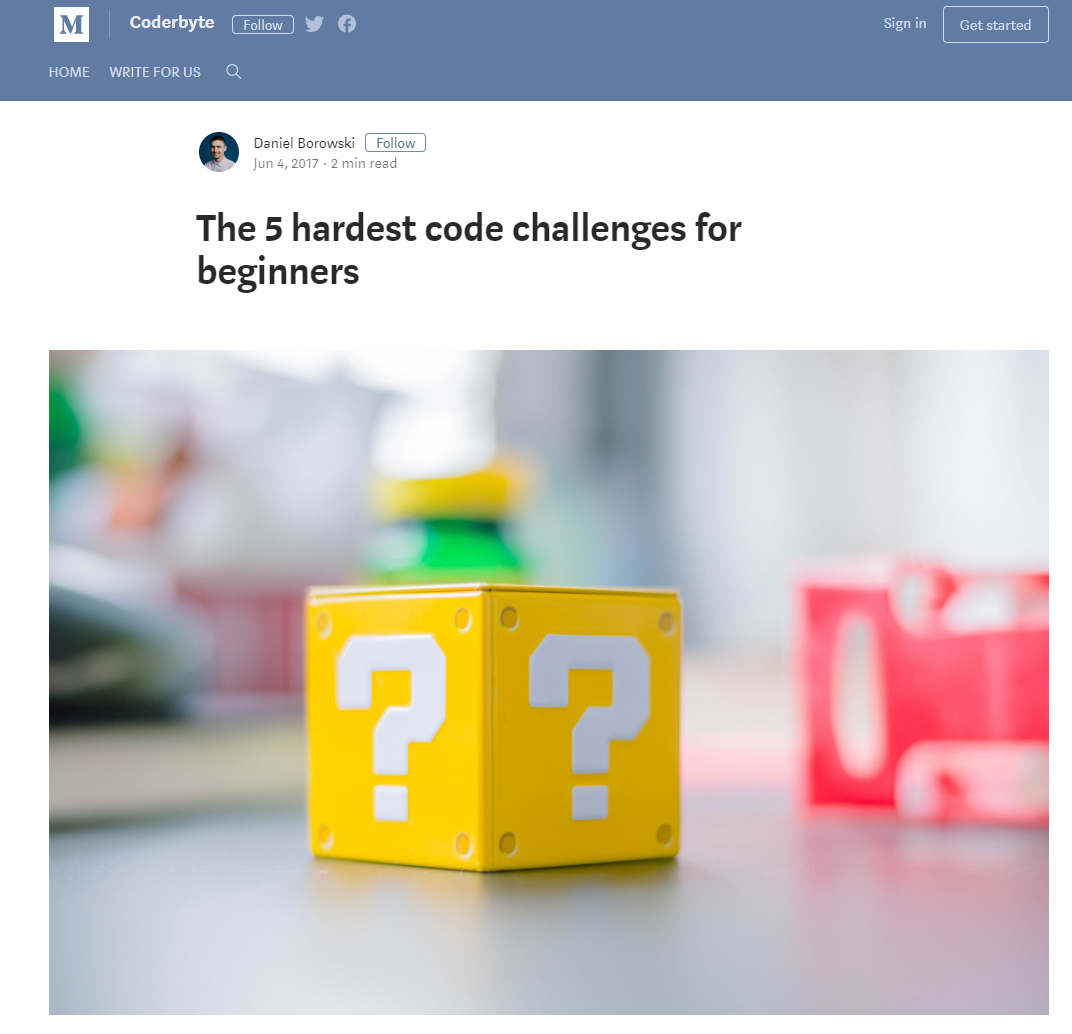 M Coderbyte Follow Sign in Get started
HOME WRITE FOR US
Daniel Borowski Follow
Jun 4, 2017 · 2 min read
The 5 hardest code challenges for
beginners
? ?